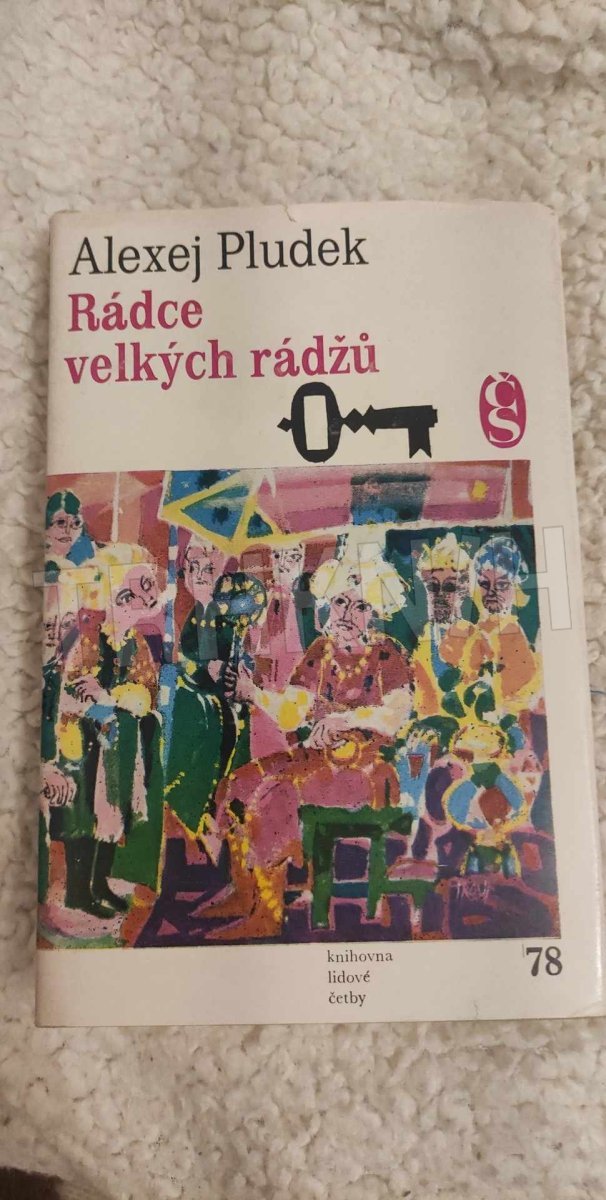 Alexej Pludek
Rádce
velkých rádžů
ČS
knihovna
lidové
četby
78